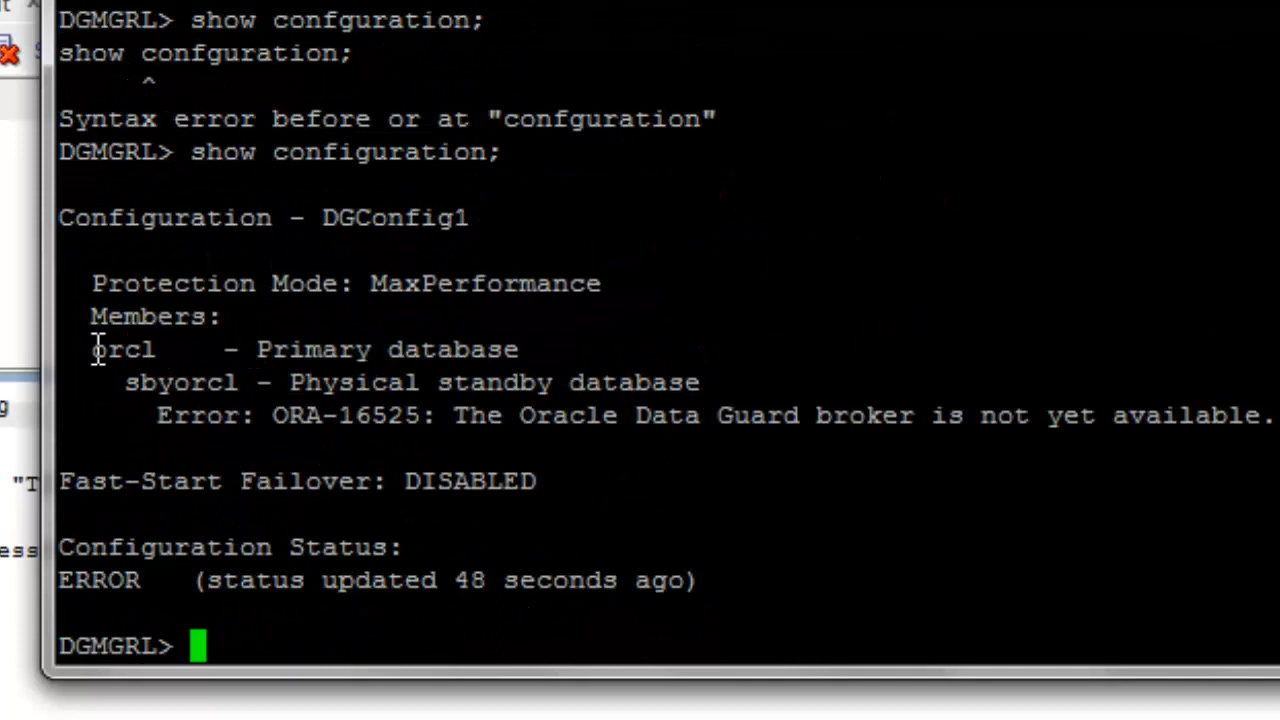 DGMGRL> show confguration;
show confguration;
^
Syntax error before or at "confguration"
DGMGRL> show configuration;
Configuration - DGConfig1
Protection Mode: MaxPerformance
Members:
orcl - Primary database
sbyorcl - Physical standby database
Error: ORA-16525: The Oracle Data Guard broker is not yet available.
Fast-Start Failover: DISABLED
Configuration Status:
ERROR (status updated 48 seconds ago)
DGMGRL>